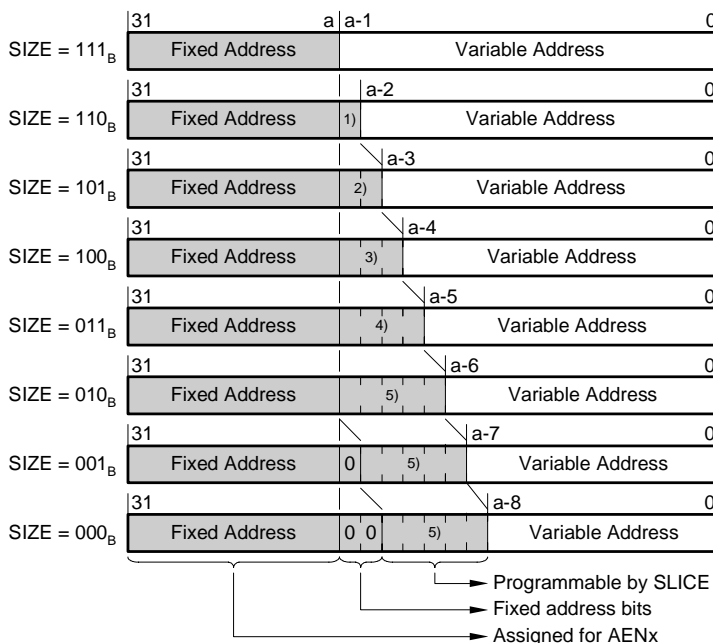 31 a a-1 0
SIZE = 111B Fixed Address Variable Address
31 a-2 0
SIZE = 110B Fixed Address 1) Variable Address
31 a-3 0
SIZE = 101B Fixed Address 2) Variable Address
31 a-4 0
SIZE = 100B Fixed Address 3) Variable Address
31 a-5 0
SIZE = 011B Fixed Address 4) Variable Address
31 a-6 0
SIZE = 010B Fixed Address 5) Variable Address
31 a-7 0
SIZE = 001B Fixed Address 0 5) Variable Address
31 a-8 0
SIZE = 000B Fixed Address 0 0 5) Variable Address
Programmable by SLICE
Fixed address bits
Assigned for AENx